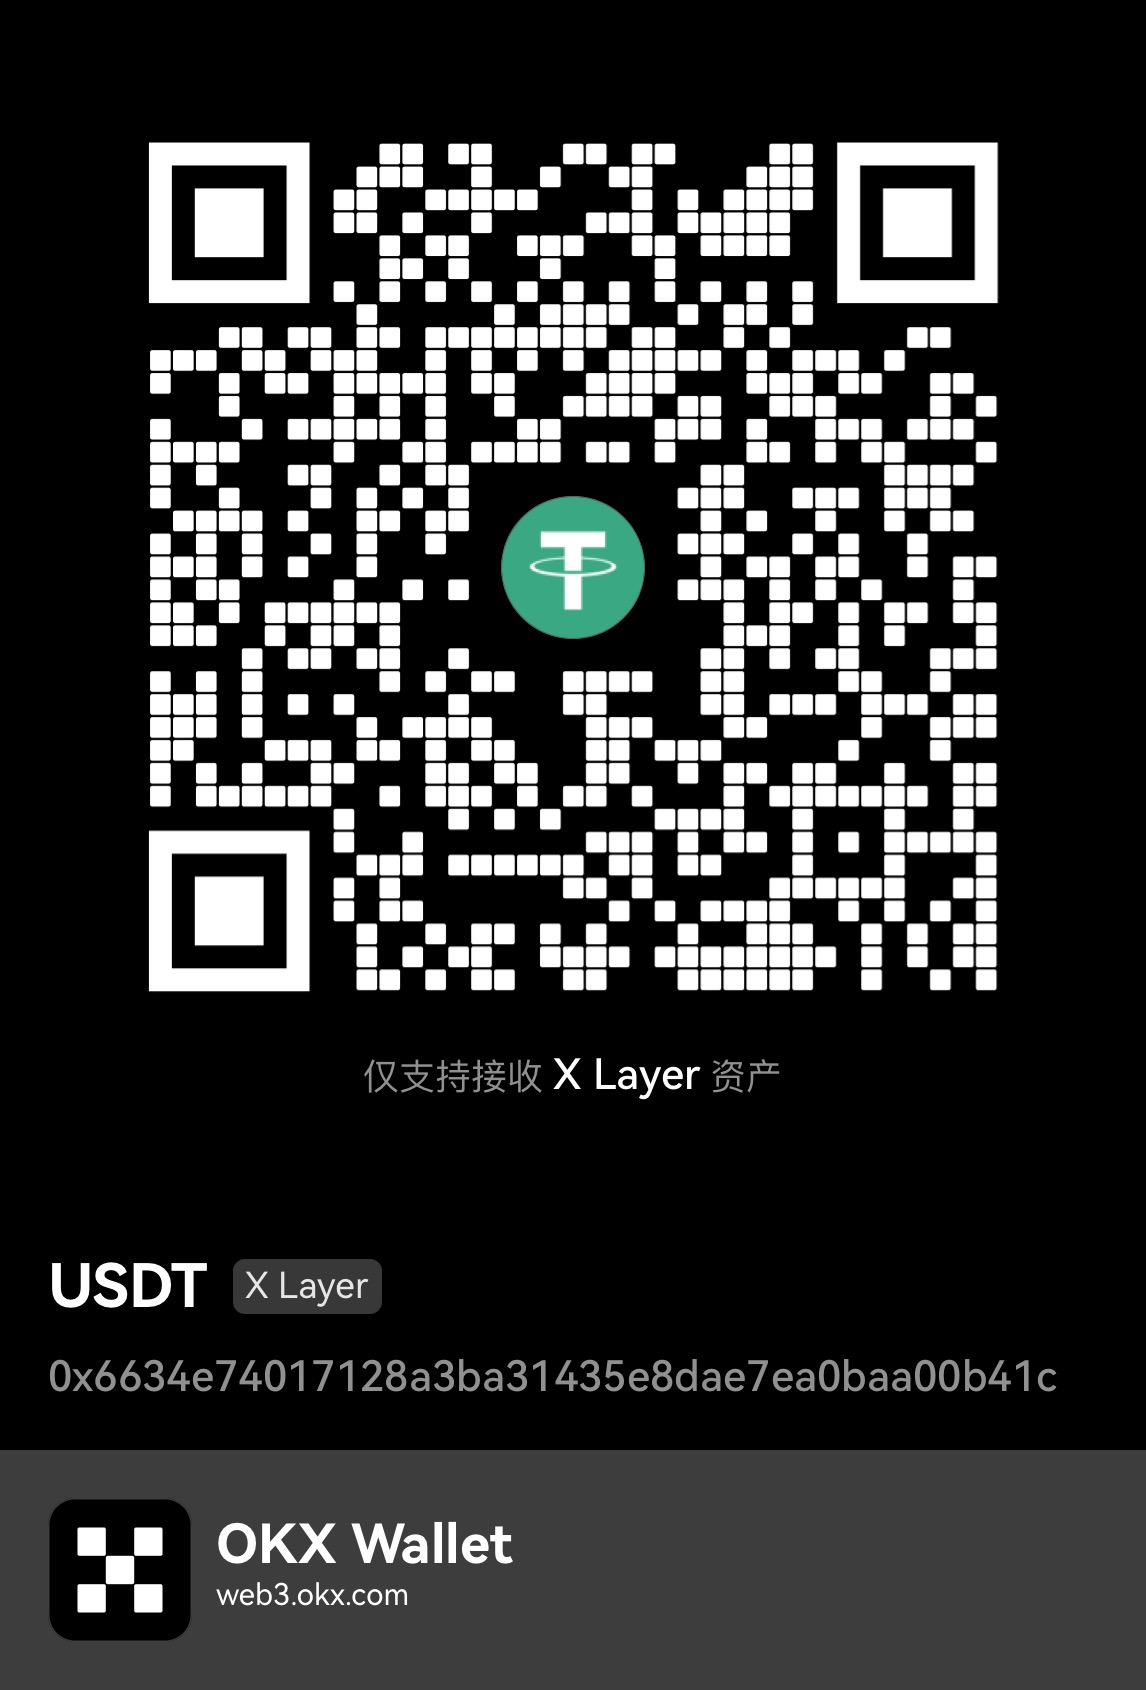 仅支持接收 X Layer 资产
USDT X Layer
0x6634e74017128a3ba31435e8dae7ea0baa00b41c
OKX Wallet
web3.okx.com